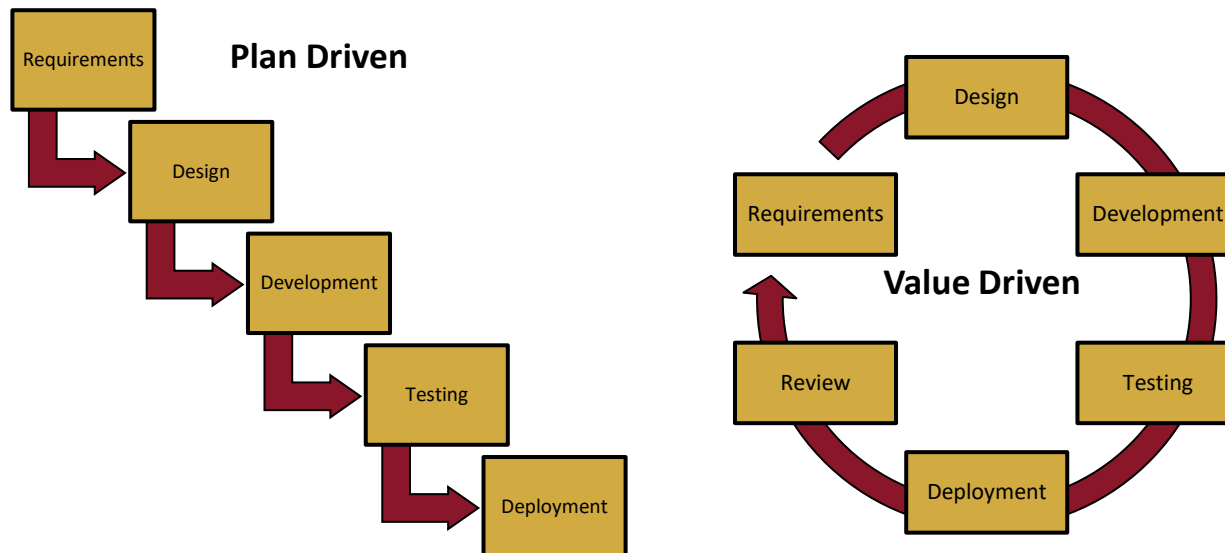 Plan Driven
Requirements
Design
Development
Testing
Deployment
Value Driven
Requirements
Design
Development
Testing
Deployment
Review